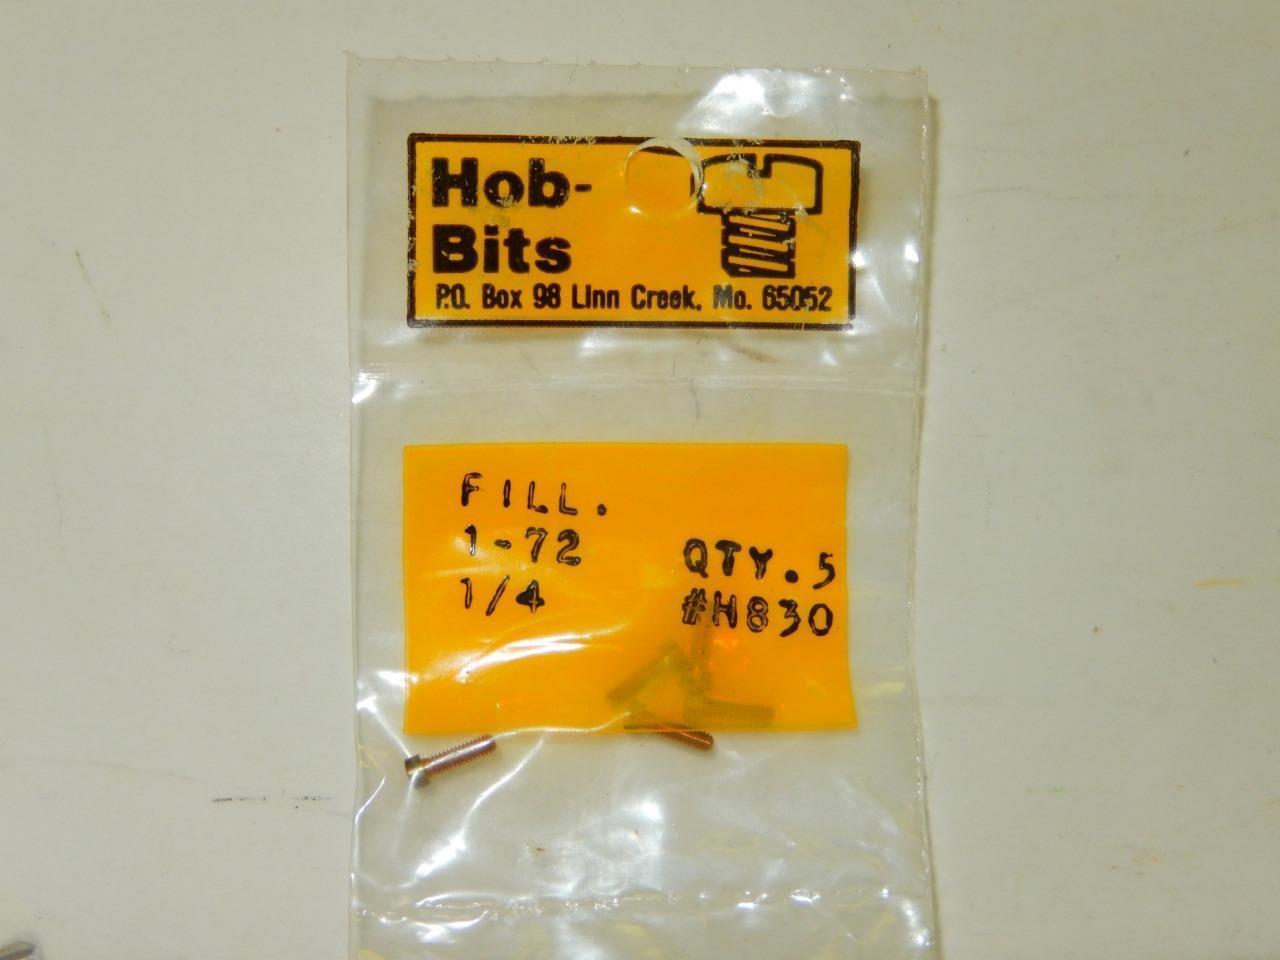 Hob-
Bits
P.O. Box 98 Linn Creek, Mo. 65052
FILL.
1-72
1/4
QTY. 5
#H830